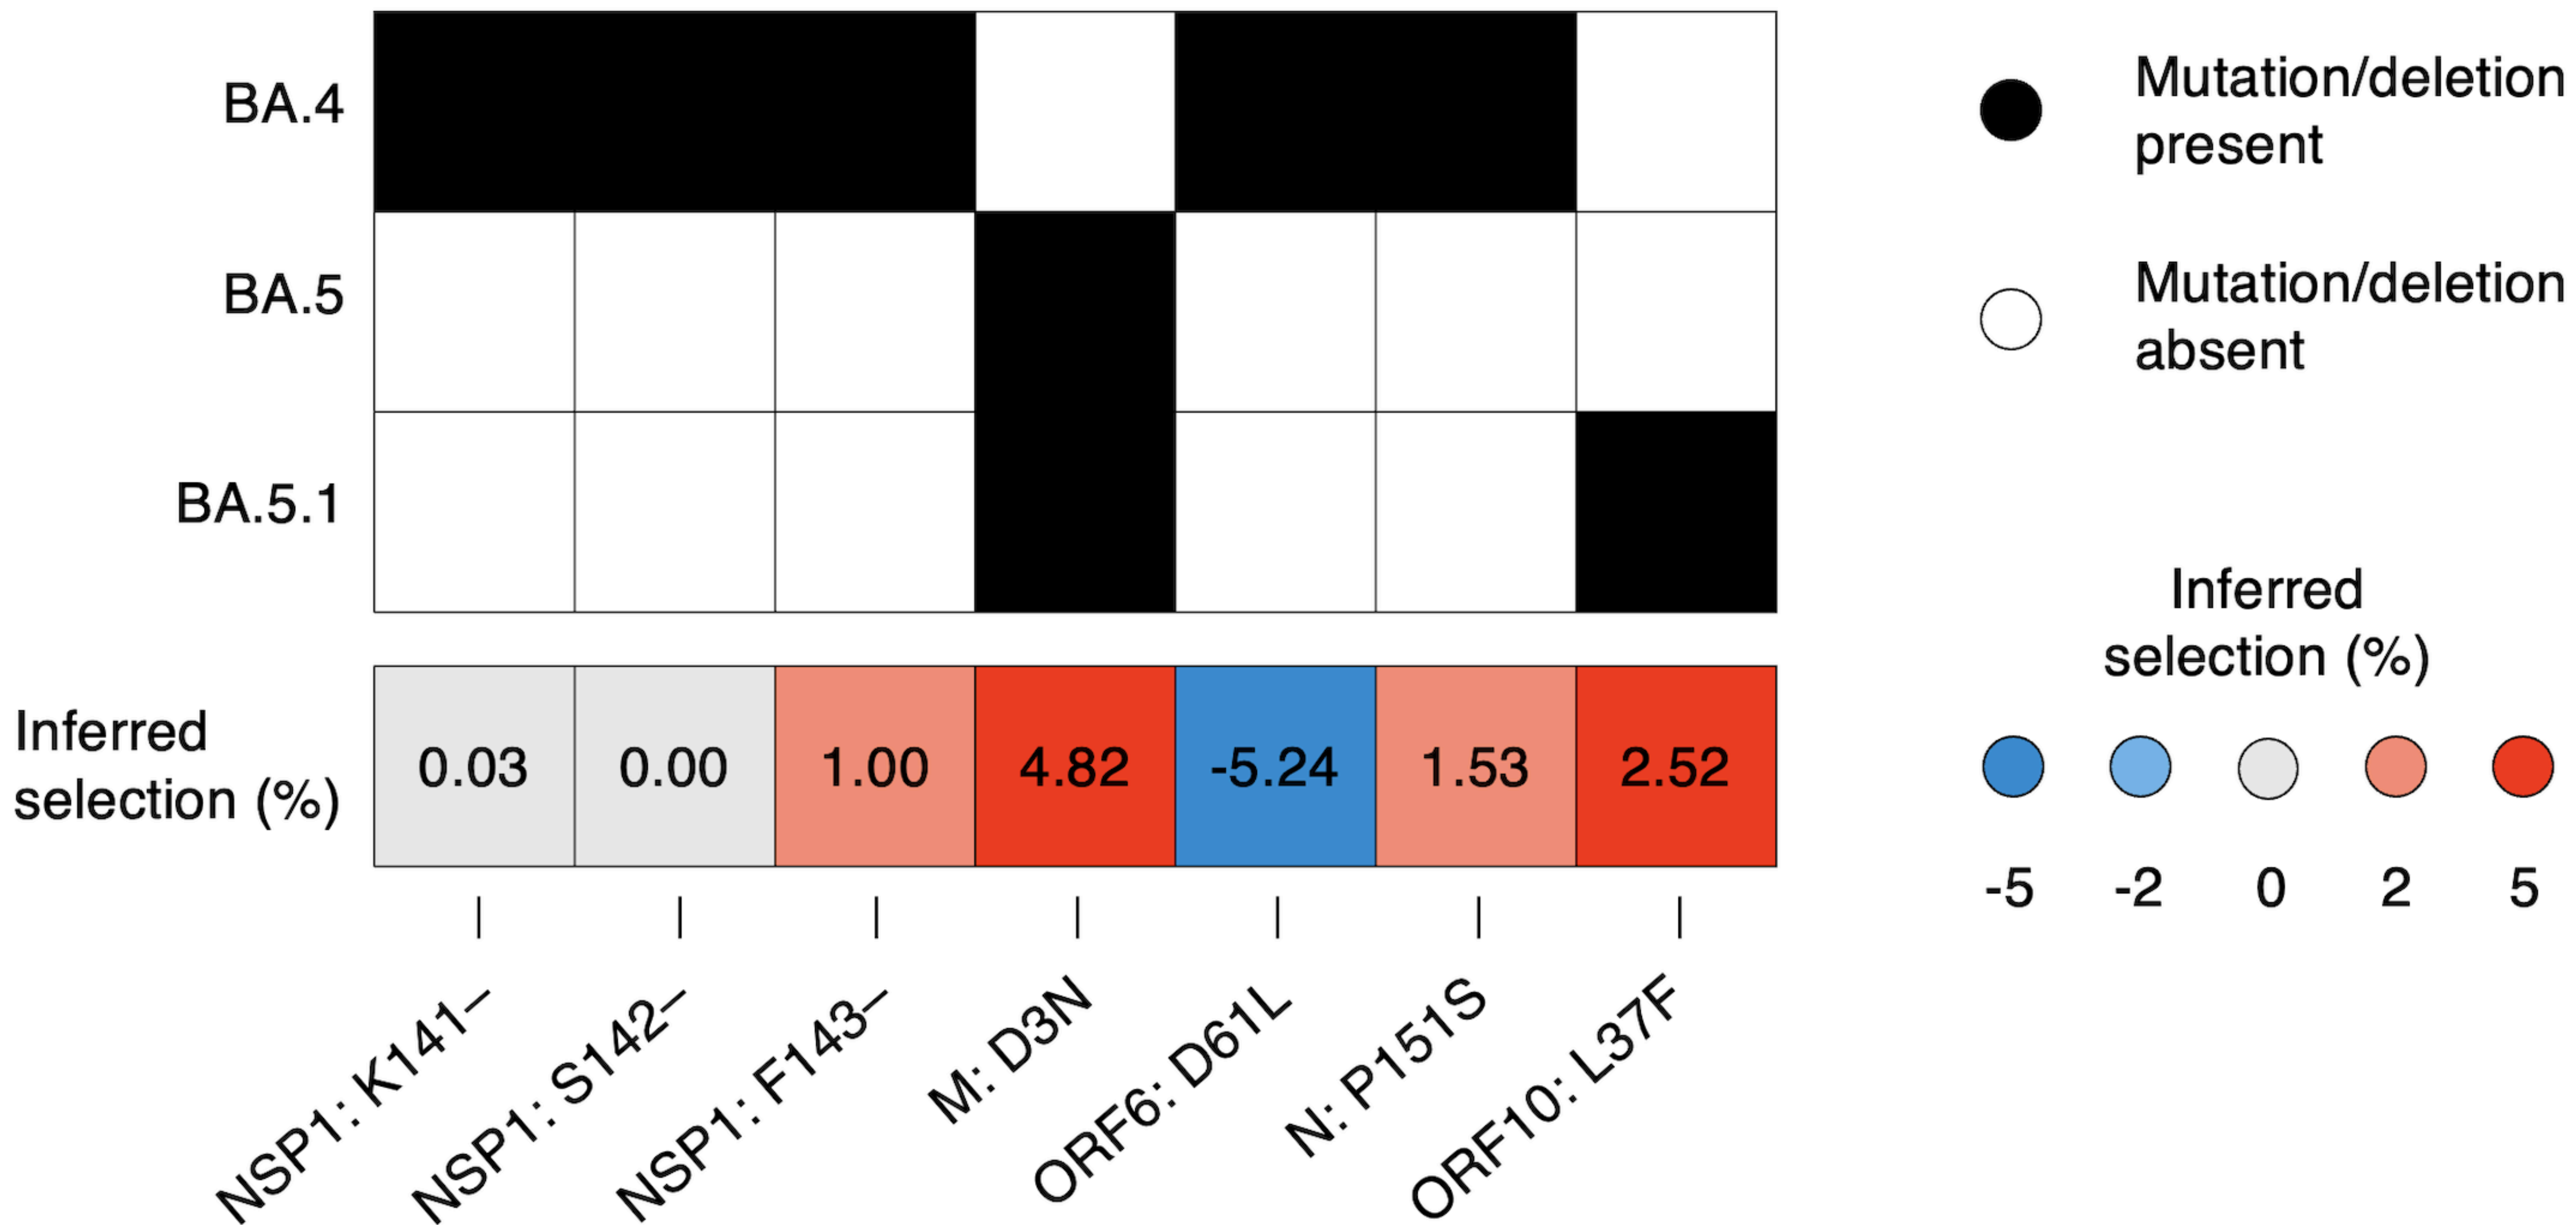 BA.4
BA.5
BA.5.1
Mutation/deletion
present
Mutation/deletion
absent
Inferred
selection (%)
-5 -2 0 2 5
Inferred
selection (%)
0.03 0.00 1.00 4.82 -5.24 1.53 2.52
NSP1: K141–
NSP1: S142–
NSP1: F143–
M: D3N
ORF6: D61L
N: P151S
ORF10: L37F